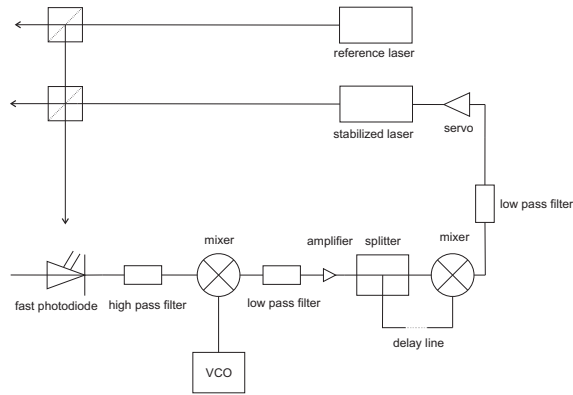 reference laser
stabilized laser
servo
low pass filter
mixer
amplifier
splitter
mixer
fast photodiode
high pass filter
low pass filter
delay line
VCO